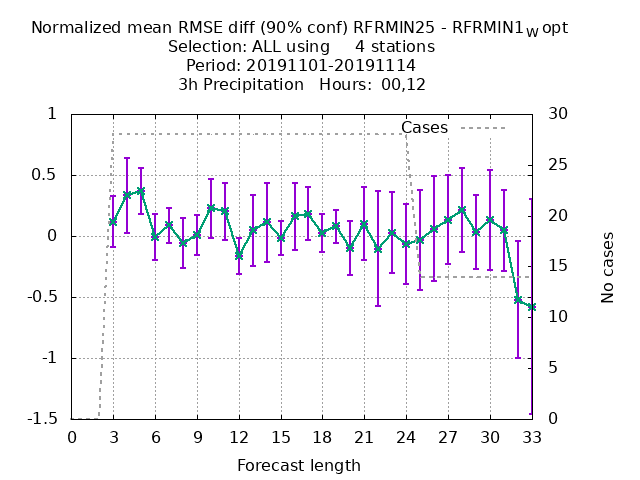 Normalized mean RMSE diff (90% conf) RFRMIN25 - RFRMIN1wopt
Selection: ALL using     4 stations
Period: 20191101-20191114
3h Precipitation   Hours: 00,12
Cases
1
0.5
0
-0.5
-1
-1.5
30
25
20
15
10
5
0
No cases
0 3 6 9 12 15 18 21 24 27 30 33
Forecast length